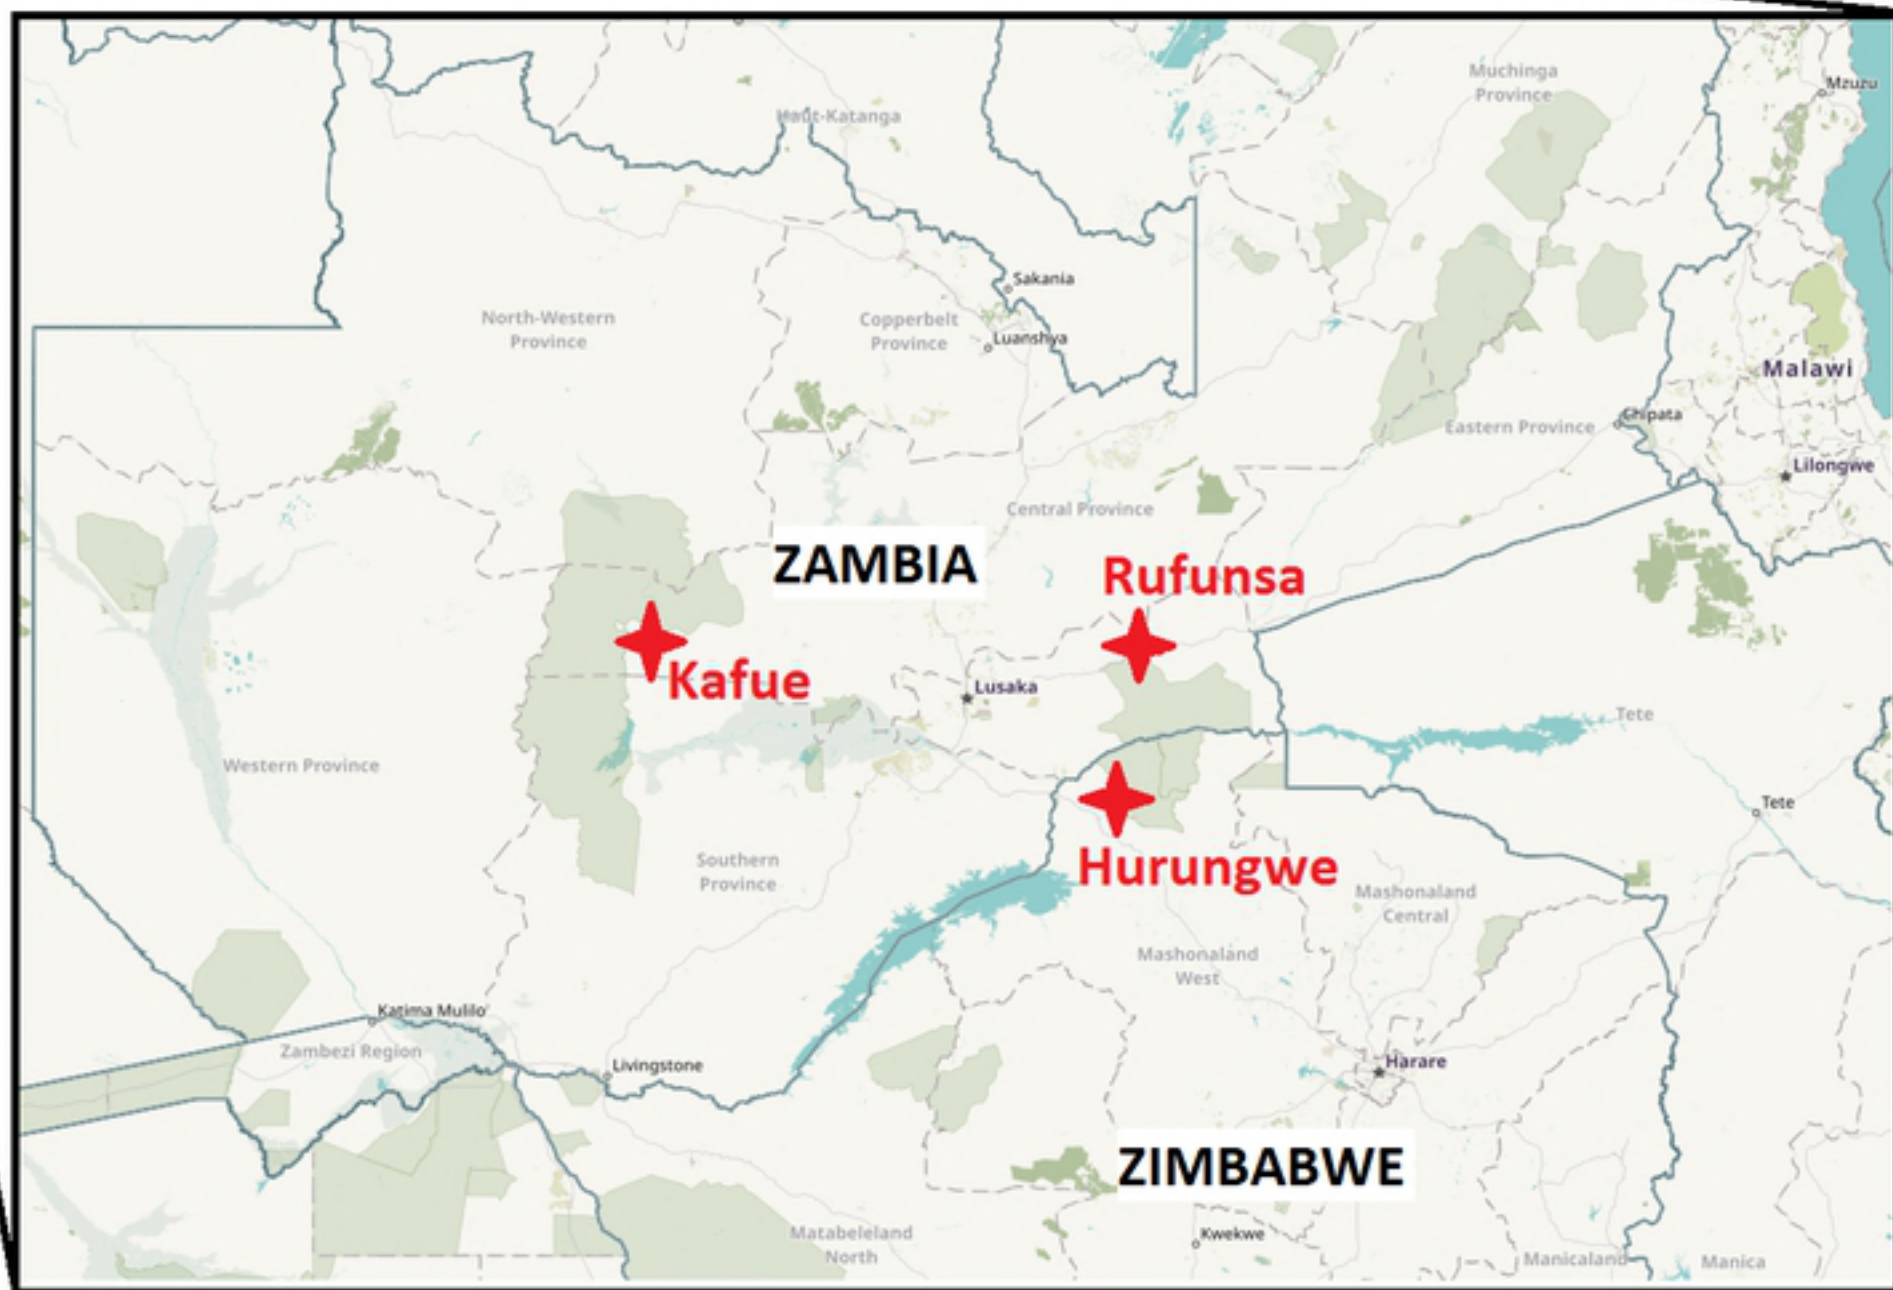 Muchinga
Province
Mzuzu
Haut-Katanga
Sakania
North-Western
Province
Copperbelt
Province
Luanshya
Malawi
Chipata
Eastern Province
Lilongwe
Central Province
ZAMBIA
Rufunsa
Kafue
Lusaka
Tete
Western Province
Tete
Hurungwe
Southern
Province
Mashonaland
Central
Mashonaland
West
Katima Mulilo
Zambezi Region
Livingstone
Harare
ZIMBABWE
Matabeleland
North
Kwekwe
Manicaland
Manica